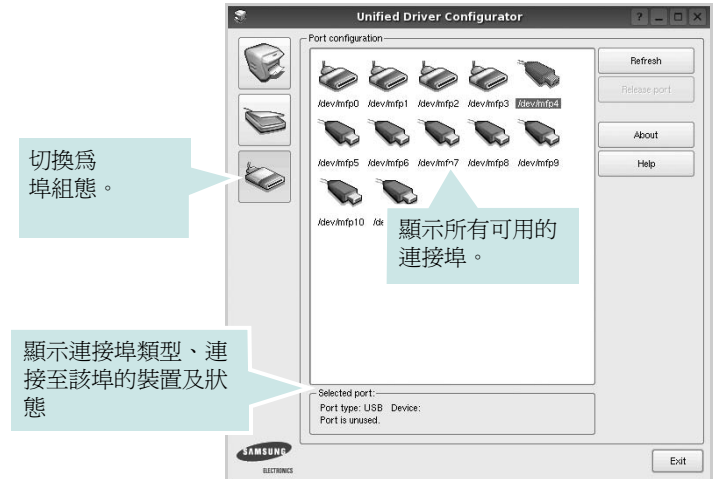 Unified Driver Configurator
Port configuration
/dev/mfp0 /dev/mfp1 /dev/mfp2 /dev/mfp3 /dev/mfp4
/dev/mfp5 /dev/mfp6 /dev/mfp7 /dev/mfp8 /dev/mfp9
/dev/mfp10
Refresh
Release port
About
Help
切換爲
埠組態。
顯示所有可用的
連接埠。
顯示連接埠類型、連
接至該埠的裝置及狀
態
Selected port:
Port type: USB Device:
Port is unused.
SAMSUNG
ELECTRONICS
Exit